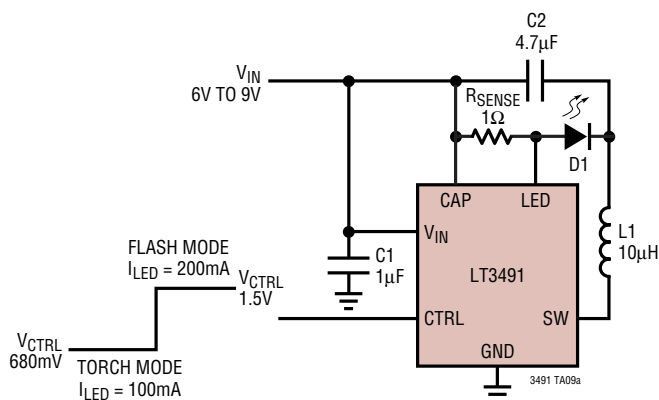 C2
4.7µF
VIN
6V TO 9V
RSENSE
1Ω
D1
CAP
LED
VIN
L1
10µH
FLASH MODE
ILED = 200mA
C1
1µF
LT3491
VCTRL
1.5V
CTRL
SW
VCTRL
680mV
TORCH MODE
ILED = 100mA
GND
3491 TA09a